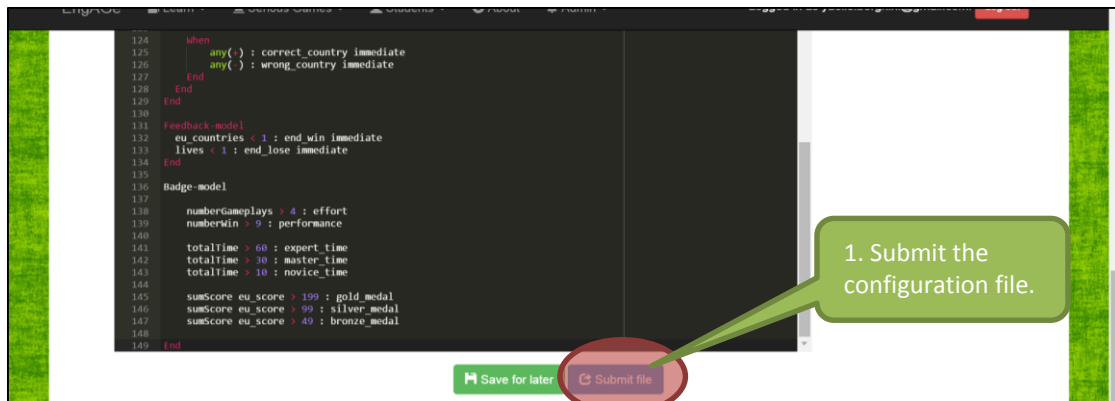 EngAGe Learn Serious Games Students About Admin Log out
124 When
125 any(+) : correct_country immediate
126 any(-) : wrong_country immediate
127 End
128 End
129 End
130
131 Feedback-model
132 eu_countries < 1 : end_win immediate
133 lives < 1 : end_lose immediate
134 End
135
136 Badge-model
137
138 numberGameplays > 4 : effort
139 numberWin > 9 : performance
140
141 totalTime > 60 : expert_time
142 totalTime > 30 : master_time
143 totalTime > 10 : novice_time
144
145 sumScore eu_score > 199 : gold_medal
146 sumScore eu_score > 99 : silver_medal
147 sumScore eu_score > 49 : bronze_medal
148
149 End
1. Submit the
configuration file.
Save for later Submit file